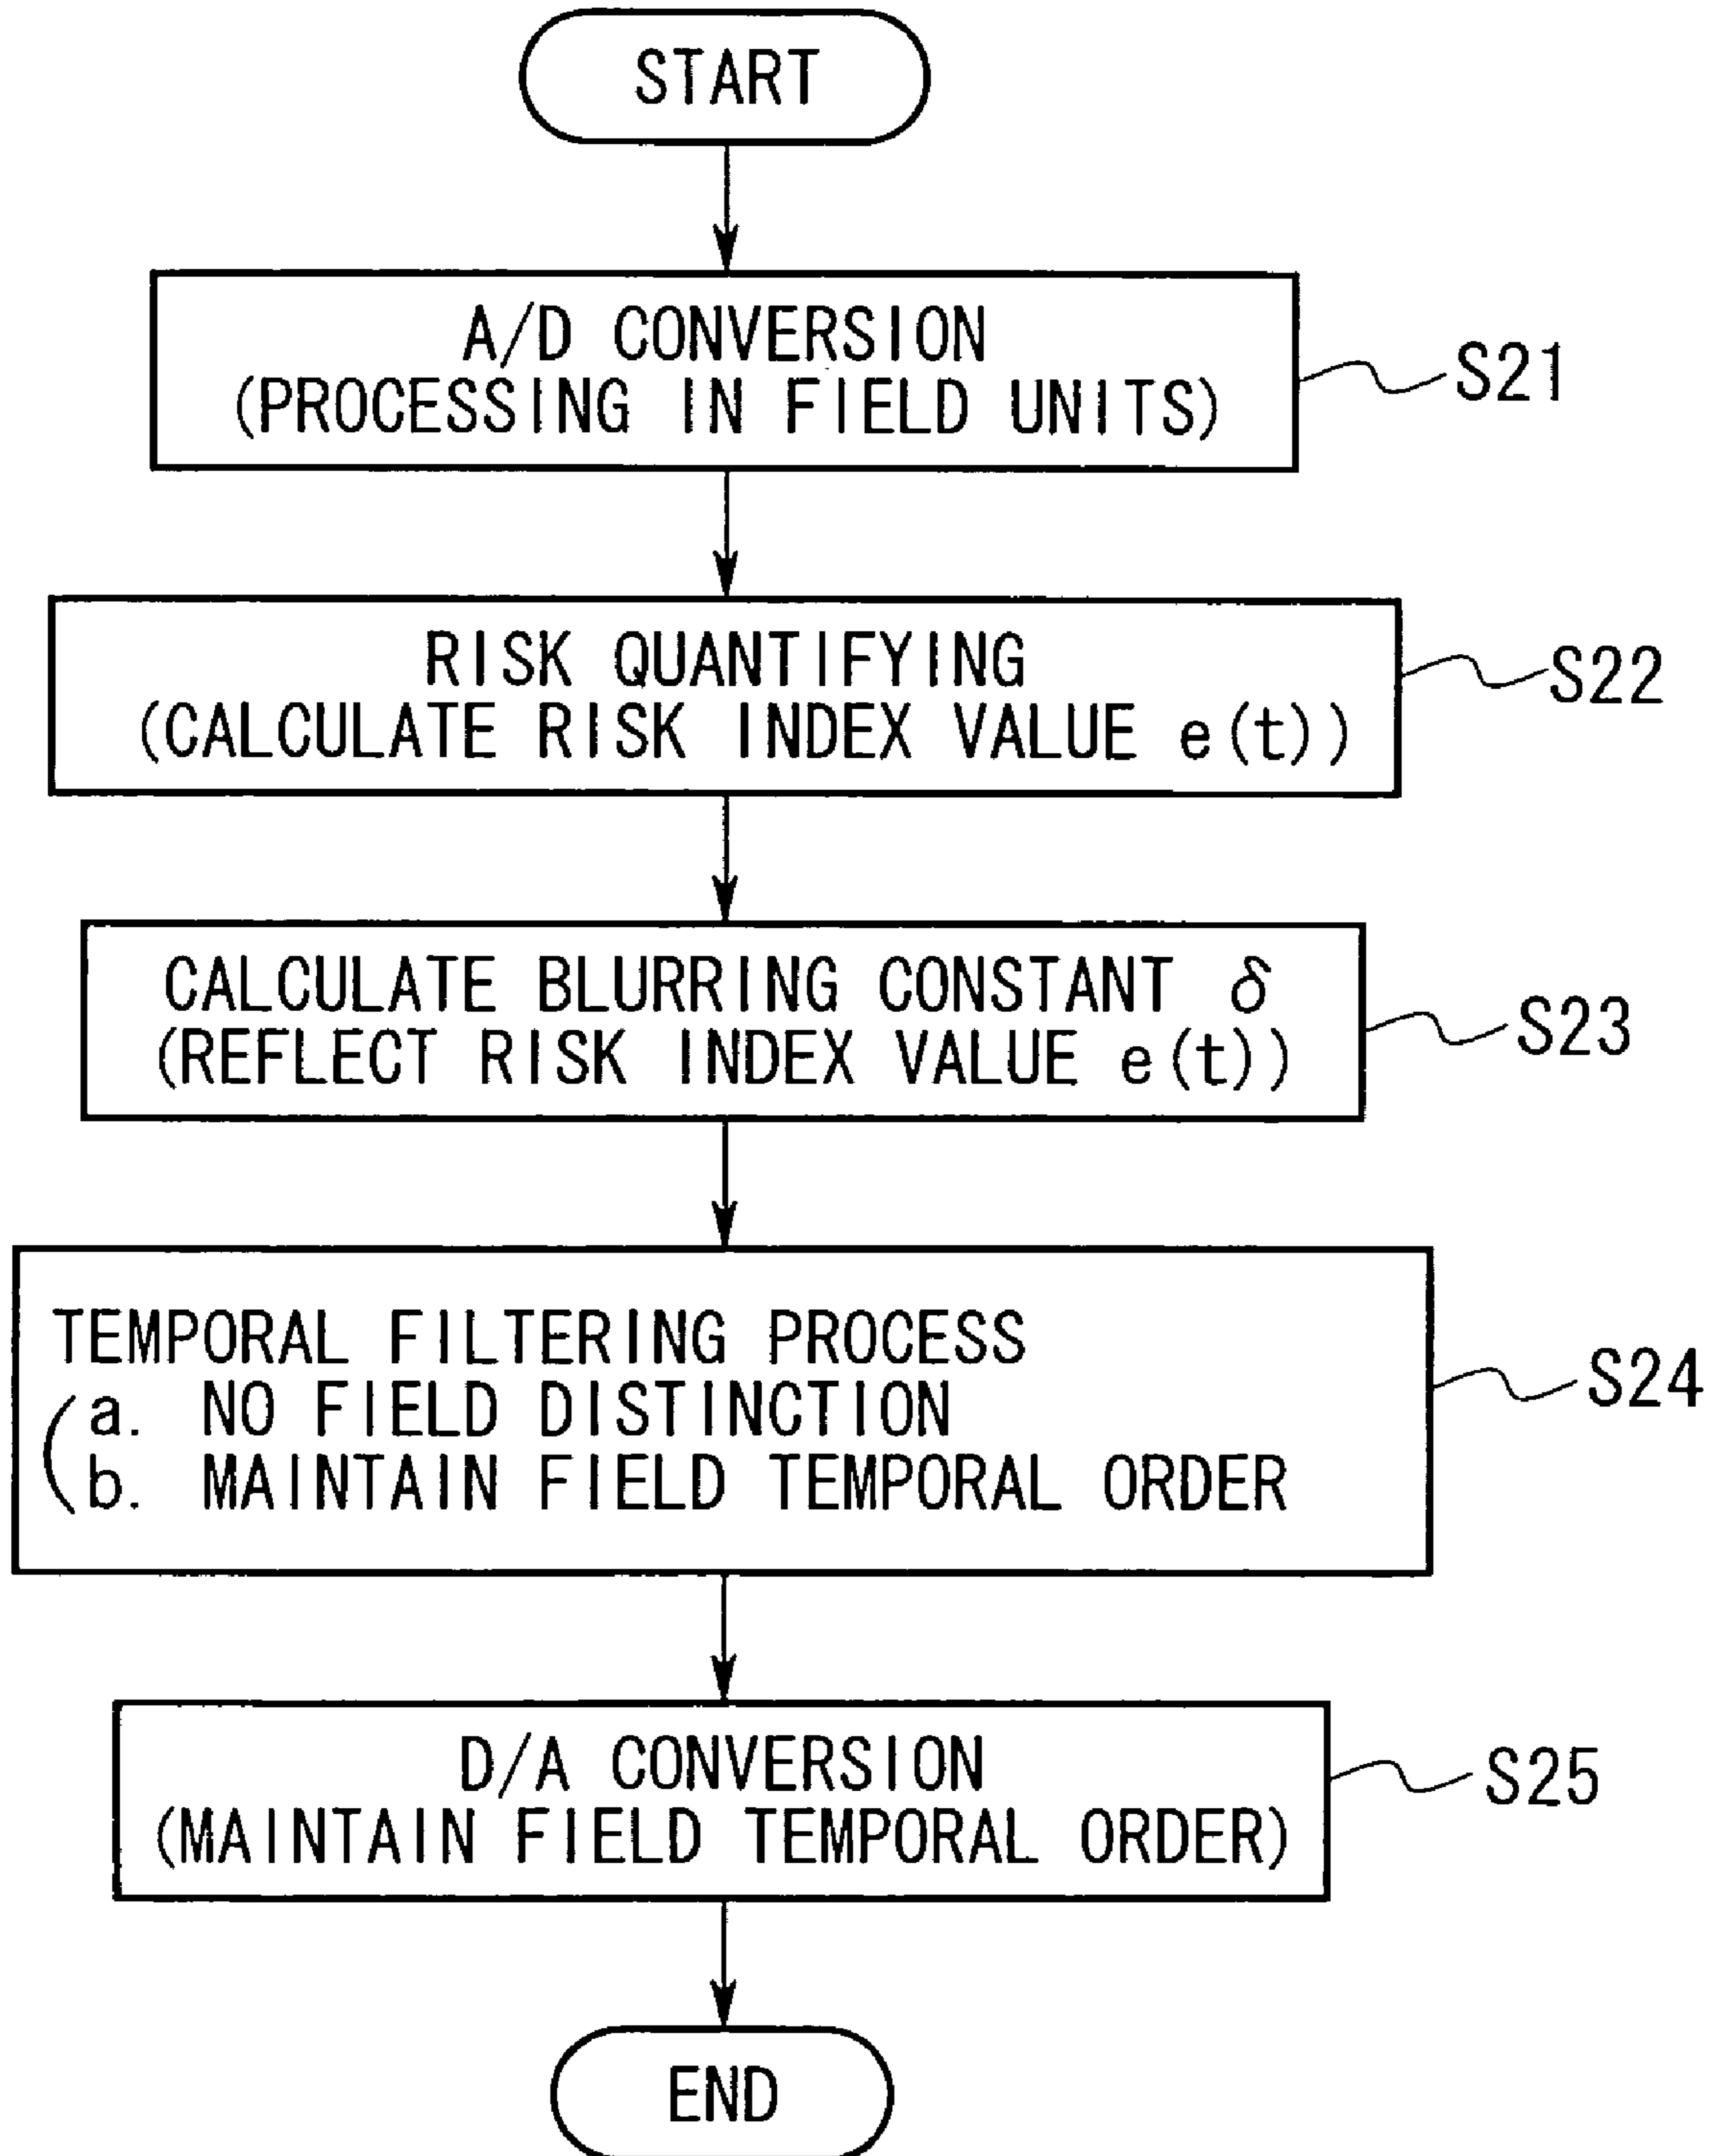 START
A/D CONVERSION
(PROCESSING IN FIELD UNITS)
S21
RISK QUANTIFYING
(CALCULATE RISK INDEX VALUE e(t))
S22
CALCULATE BLURRING CONSTANT δ
(REFLECT RISK INDEX VALUE e(t))
S23
TEMPORAL FILTERING PROCESS
(a. NO FIELD DISTINCTION
b. MAINTAIN FIELD TEMPORAL ORDER
S24
D/A CONVERSION
(MAINTAIN FIELD TEMPORAL ORDER)
S25
END